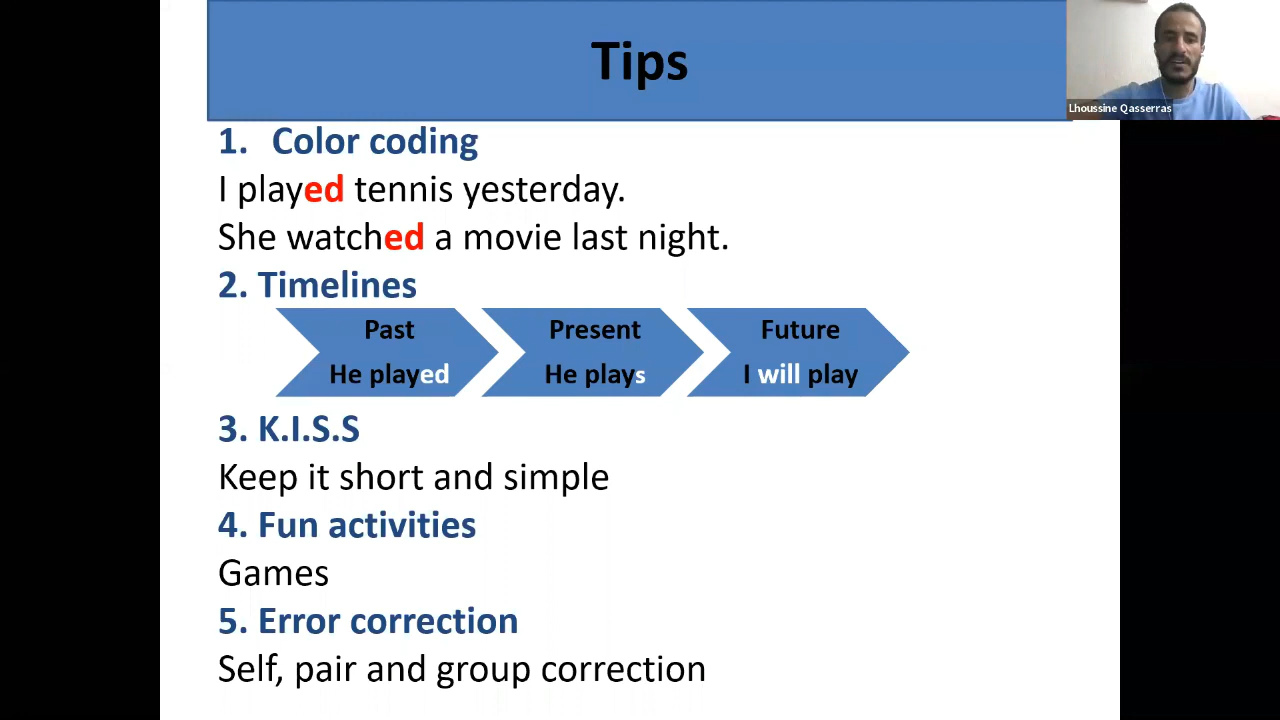 Tips
Lhoussine Qasserras
1. Color coding
I played tennis yesterday.
She watched a movie last night.
2. Timelines
Past
He played
Present
He plays
Future
I will play
3. K.I.S.S
Keep it short and simple
4. Fun activities
Games
5. Error correction
Self, pair and group correction